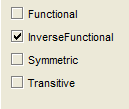 Functional
InverseFunctional
Symmetric
Transitive